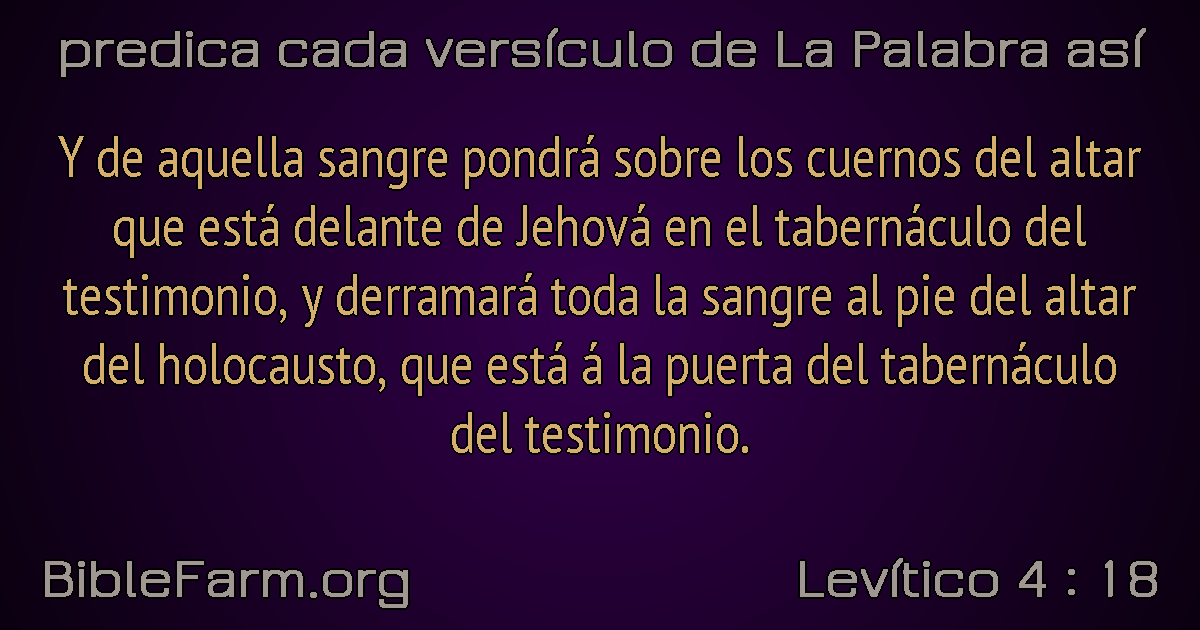 predica cada versículo de La Palabra así
Y de aquella sangre pondrá sobre los cuernos del altar
que está delante de Jehová en el tabernáculo del
testimonio, y derramará toda la sangre al pie del altar
del holocausto, que está á la puerta del tabernáculo
del testimonio.
BibleFarm.org
Levítico 4 : 18